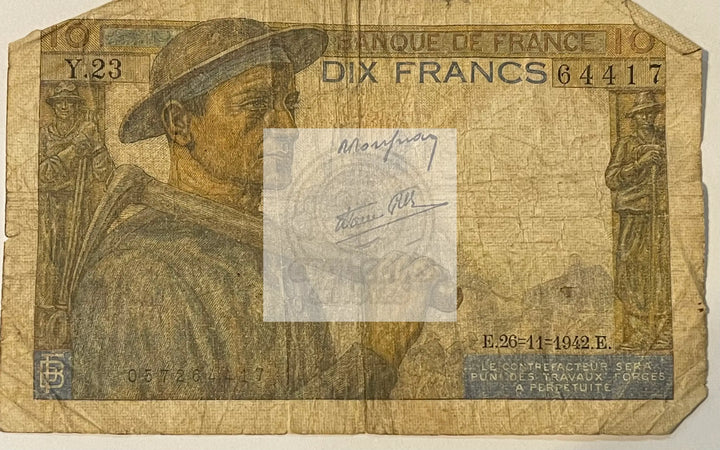 10 BANQUE DE FRANCE 10
Y.23 DIX FRANCS 64417
E.26=11=1942.E.
LE CONTREFACTEUR SERA
PUNI DES TRAVAUX FORCÉS
A PERPÉTUITÉ
057264417